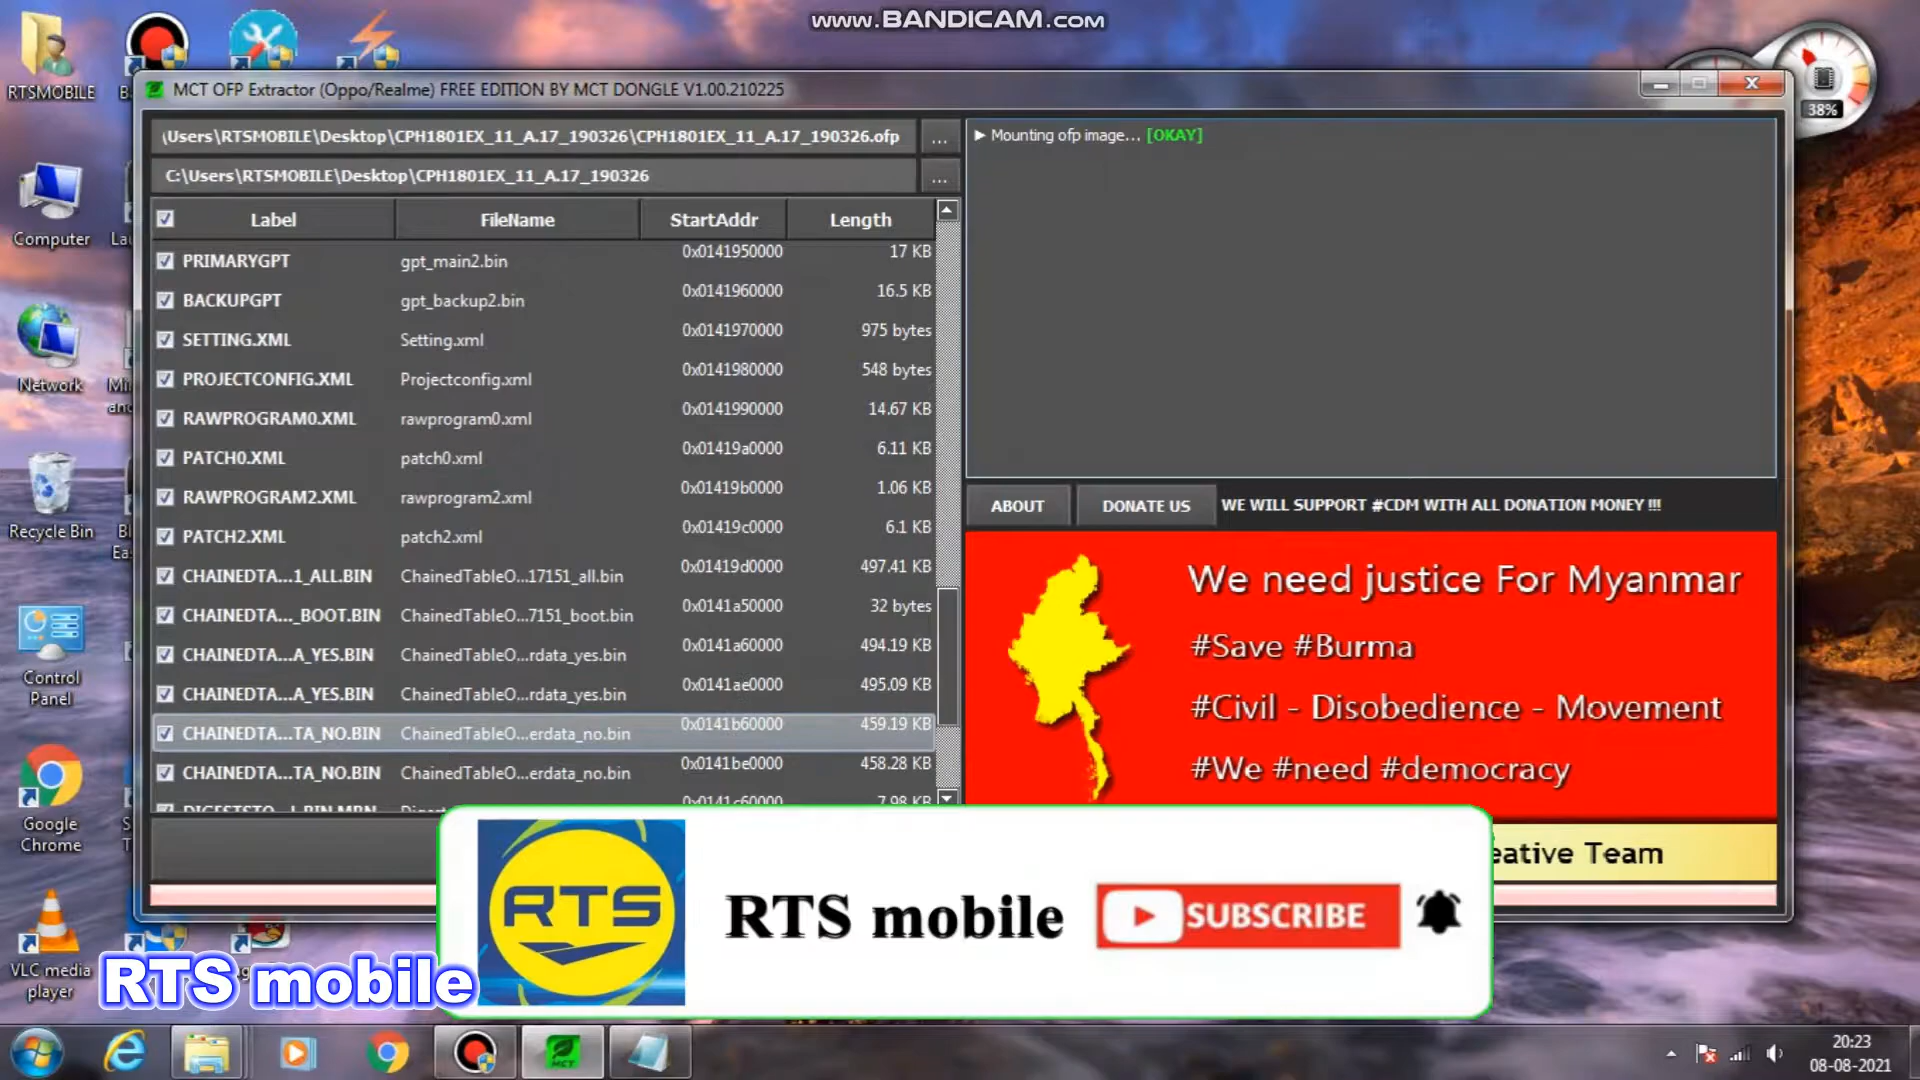 www.BANDICAM.com
RTSMOBILE
Computer
Network
Recycle Bin
Control
Panel
Google
Chrome
VLC media
player
MCT OFP Extractor (Oppo/Realme) FREE EDITION BY MCT DONGLE V1.00.210225
38%
\Users\RTSMOBILE\Desktop\CPH1801EX_11_A.17_190326\CPH1801EX_11_A.17_190326.ofp ...
C:\Users\RTSMOBILE\Desktop\CPH1801EX_11_A.17_190326 ...
Label FileName StartAddr Length
PRIMARYGPT gpt_main2.bin 0x0141950000 17 KB
BACKUPGPT gpt_backup2.bin 0x0141960000 16.5 KB
SETTING.XML Setting.xml 0x0141970000 975 bytes
PROJECTCONFIG.XML Projectconfig.xml 0x0141980000 548 bytes
RAWPROGRAM0.XML rawprogram0.xml 0x0141990000 14.67 KB
PATCH0.XML patch0.xml 0x01419a0000 6.11 KB
RAWPROGRAM2.XML rawprogram2.xml 0x01419b0000 1.06 KB
PATCH2.XML patch2.xml 0x01419c0000 6.1 KB
CHAINEDTA...1_ALL.BIN ChainedTableO...17151_all.bin 0x01419d0000 497.41 KB
CHAINEDTA..._BOOT.BIN ChainedTableO...7151_boot.bin 0x0141a50000 32 bytes
CHAINEDTA...A_YES.BIN ChainedTableO...rdata_yes.bin 0x0141a60000 494.19 KB
CHAINEDTA...A_YES.BIN ChainedTableO...rdata_yes.bin 0x0141ae0000 495.09 KB
CHAINEDTA...TA_NO.BIN ChainedTableO...erdata_no.bin 0x0141b60000 459.19 KB
CHAINEDTA...TA_NO.BIN ChainedTableO...erdata_no.bin 0x0141be0000 458.28 KB
0x0141c60000 7.98 KB
► Mounting ofp image... [OKAY]
ABOUT DONATE US WE WILL SUPPORT #CDM WITH ALL DONATION MONEY !!!
We need justice For Myanmar
#Save #Burma
#Civil - Disobedience - Movement
#We #need #democracy
eative Team
RTS
RTS mobile
SUBSCRIBE
RTS mobile
MCT
20:23
08-08-2021